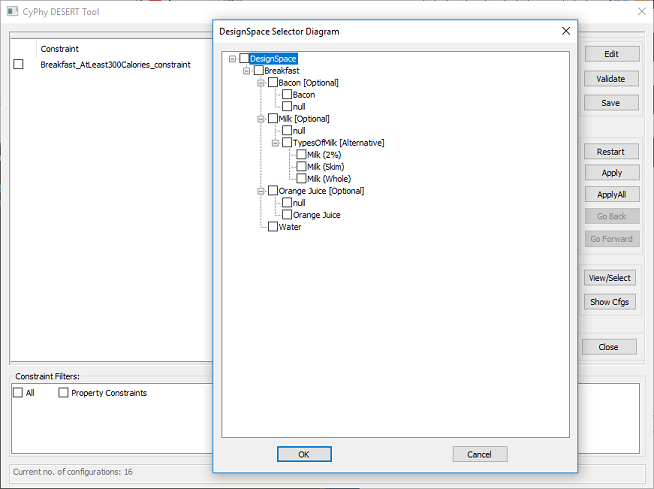 CyPhy DESERT Tool
Constraint
Breakfast_AtLeast300Calories_constraint
DesignSpace Selector Diagram
DesignSpace
Breakfast
Bacon [Optional]
Bacon
null
Milk [Optional]
null
TypesOfMilk [Alternative]
Milk (2%)
Milk (Skim)
Milk (Whole)
Orange Juice [Optional]
null
Orange Juice
Water
OK
Cancel
Edit
Validate
Save
Restart
Apply
ApplyAll
Go Back
Go Forward
View/Select
Show Cfgs
Close
Constraint Filters:
All
Property Constraints
Current no. of configurations: 16